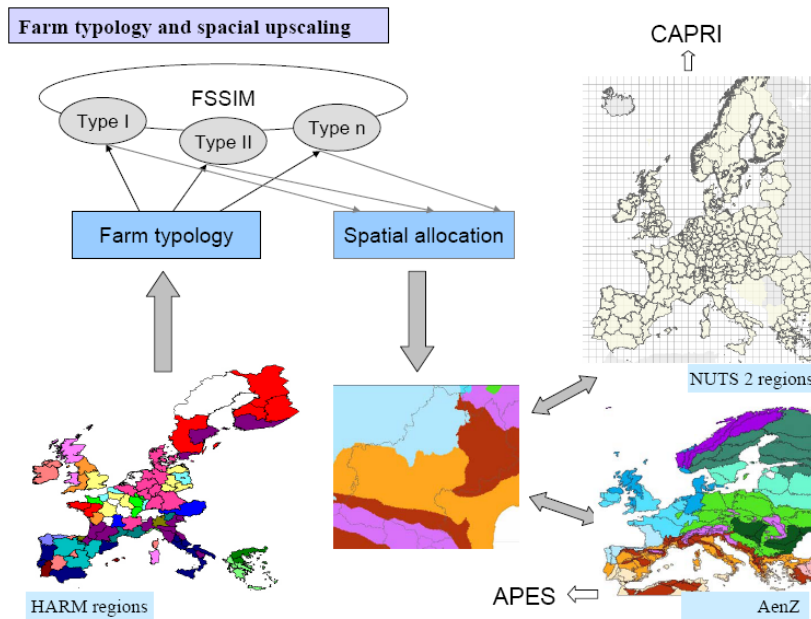 Farm typology and spacial upscaling
CAPRI
FSSIM
Type I
Type II
Type n
Farm typology
Spatial allocation
NUTS 2 regions
HARM regions
APES
AenZ